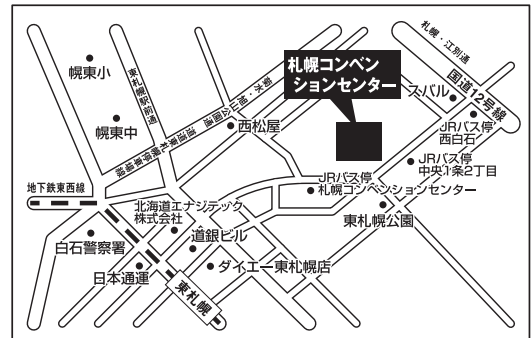 札幌・江別通
国道12号線
札幌コンベン
ションセンター
幌東小
東札幌駅前通
スバル
幌東中
西松屋
JRバス停
西白石
JRバス停
中央1条2丁目
地下鉄東西線
JRバス停
札幌コンベンションセンター
北海道エナジテック
株式会社
東札幌公園
道銀ビル
白石警察署
ダイエー東札幌店
日本通運
東札幌